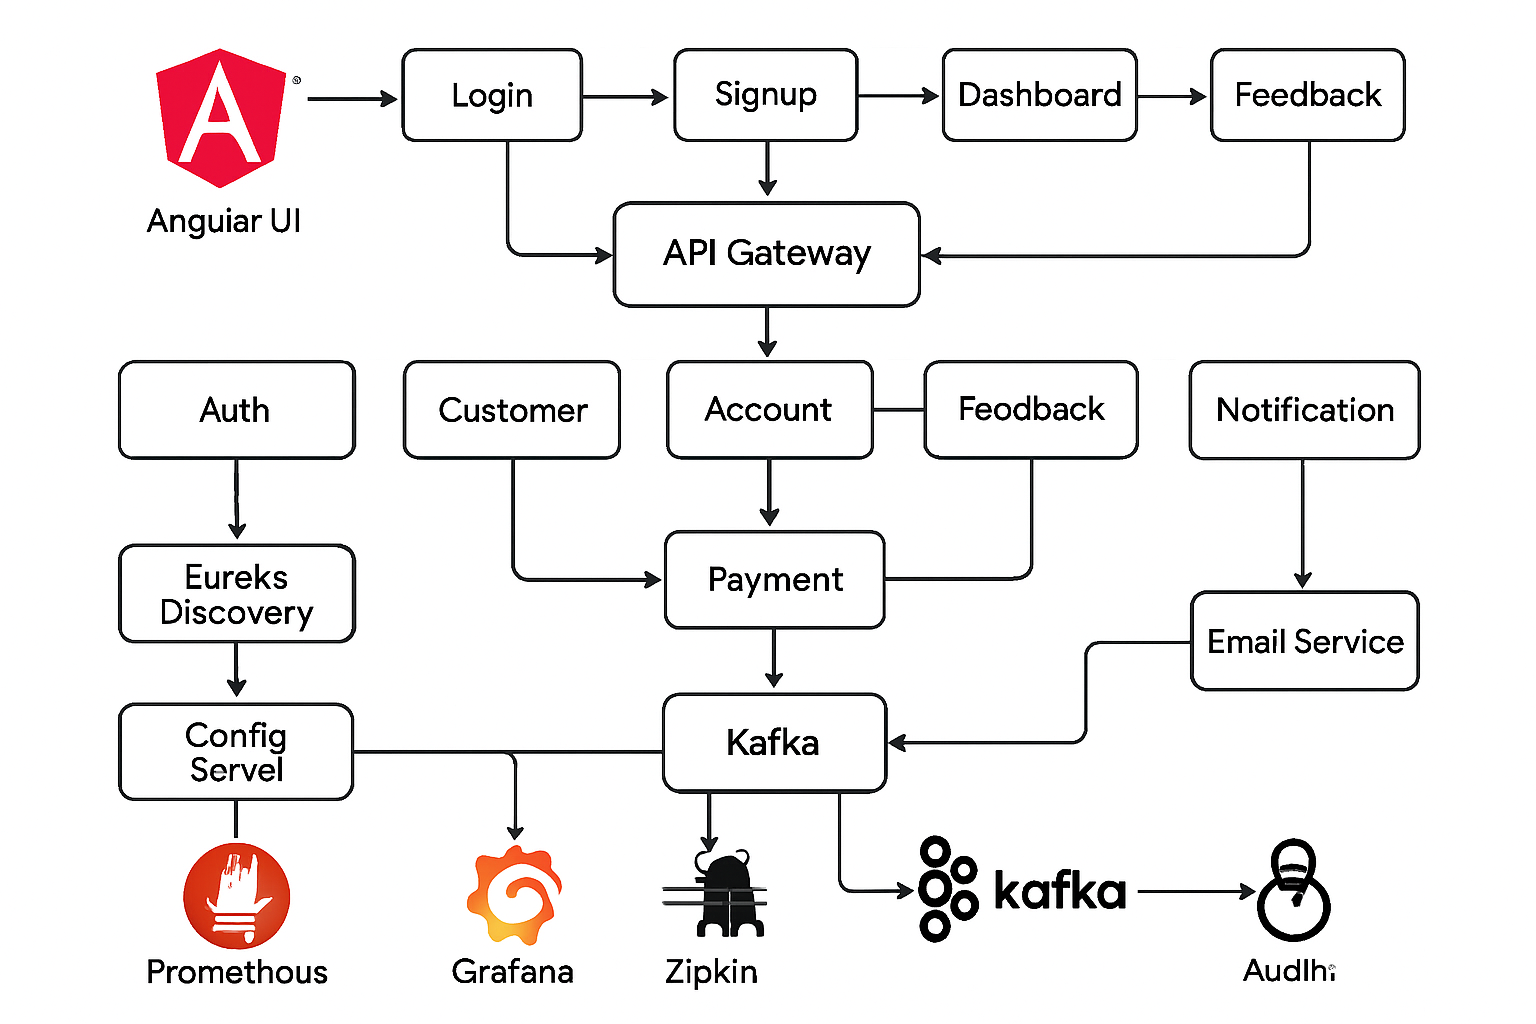 Login
Signup
Dashboard
Feedback
®
Anguiar UI
API Gateway
Auth
Customer
Account
Feodback
Notification
Eureks
Discovery
Payment
Email Service
Config
Servel
Kafka
kafka
Promethous
Grafana
Zipkin